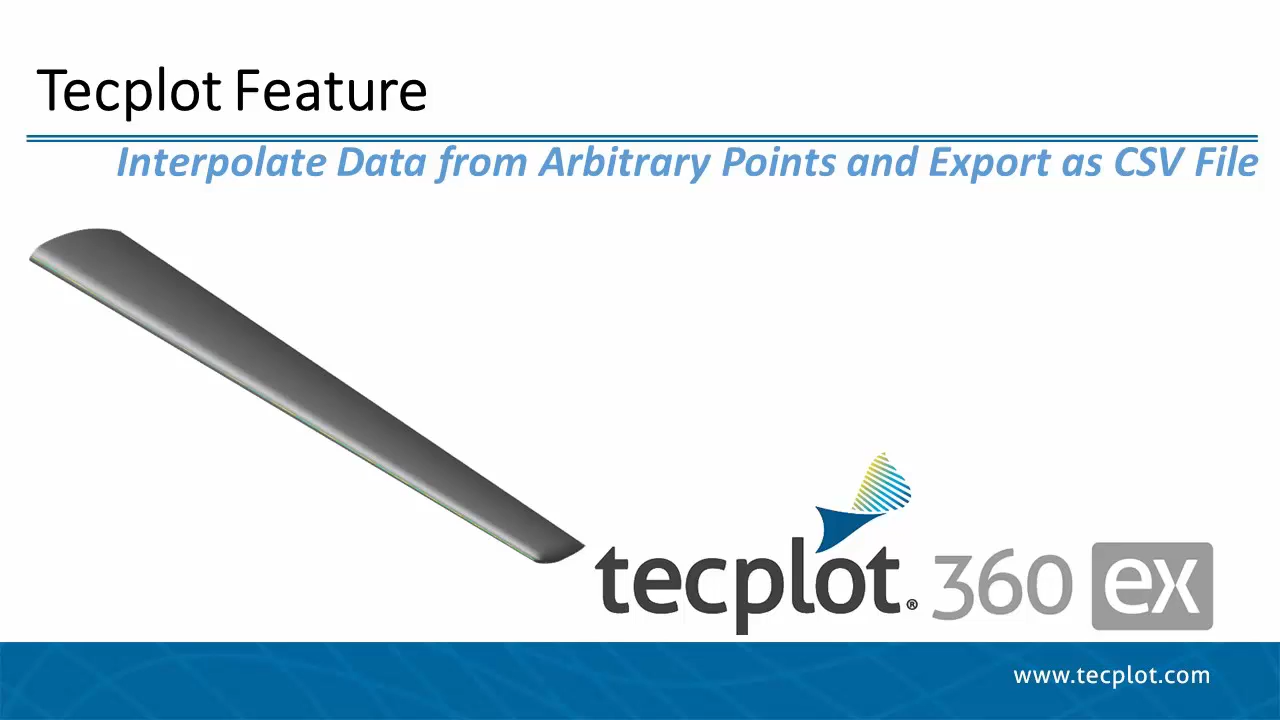 Tecplot Feature
Interpolate Data from Arbitrary Points and Export as CSV File
tecplot® 360 ex
www.tecplot.com